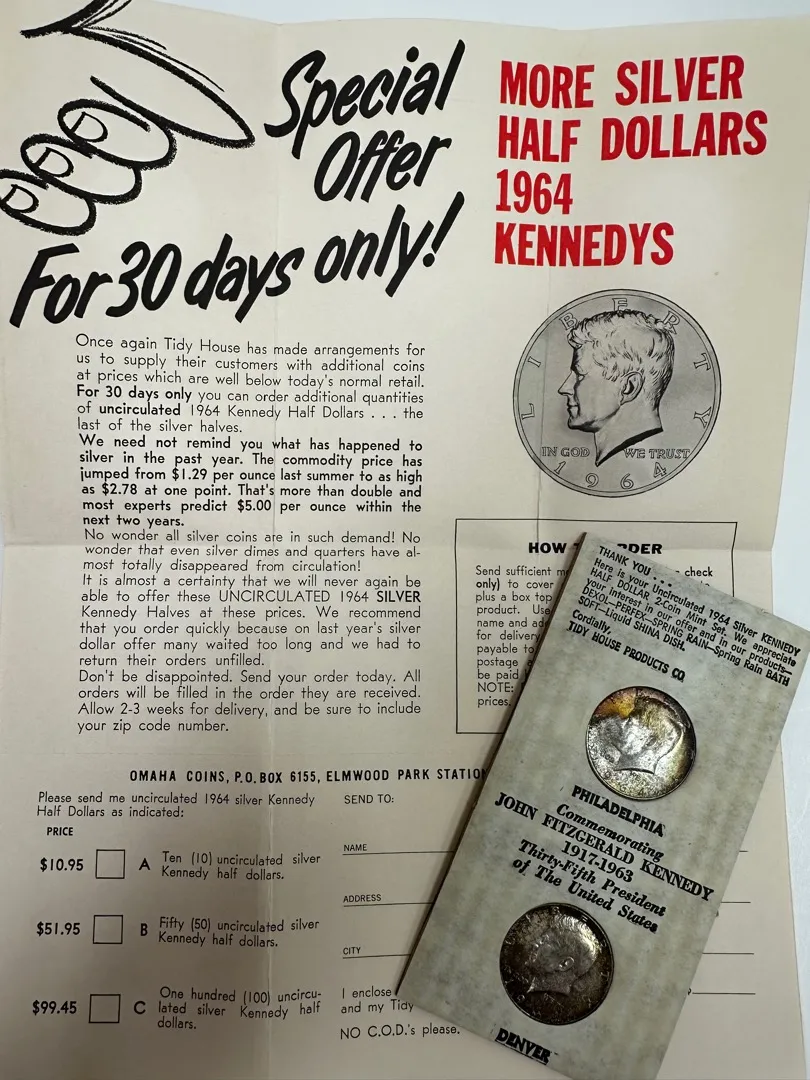 Special
Offer
For 30 days only!
MORE SILVER
HALF DOLLARS
1964
KENNEDYS
Once again Tidy House has made arrangements for
us to supply their customers with additional coins
at prices which are well below today's normal retail.
For 30 days only you can order additional quantities
of uncirculated 1964 Kennedy Half Dollars . . . the
last of the silver halves.
We need not remind you what has happened to
silver in the past year. The commodity price has
jumped from $1.29 per ounce last summer to as high
as $2.78 at one point. That's more than double and
most experts predict $5.00 per ounce within the
next two years.
No wonder all silver coins are in such demand! No
wonder that even silver dimes and quarters have al-
most totally disappeared from circulation!
It is almost a certainty that we will never again be
able to offer these UNCIRCULATED 1964 SILVER
Kennedy Halves at these prices. We recommend
that you order quickly because on last year's silver
dollar offer many waited too long and we had to
return their orders unfilled.
Don't be disappointed. Send your order today. All
orders will be filled in the order they are received.
Allow 2-3 weeks for delivery, and be sure to include
your zip code number.
LIBERTY
IN GOD WE TRUST
1964
HOW
RDER
Send sufficient
check
only) to cover
plus a box top
product. Use
name and
for delivery
payable to
postage
be paid
NOTE:
prices.
THANK YOU . . .
Here is your Uncirculated 1964 Silver KENNEDY
HALF DOLLAR 2-Coin Mint Set. We appreciate
your interest in our offer and in our products—
DEXOL—PERFEX—SPRING RAIN—Spring Rain BATH
SOFT—Liquid SHINA DISH.
Cordially,
TIDY HOUSE PRODUCTS CO
PHILADELPHIA
Commemorating
JOHN FITZGERALD KENNEDY
1917-1963
Thirty-Fifth President
of The United States
DENVER
OMAHA COINS, P.O. BOX 6155, ELMWOOD PARK STATIO
Please send me uncirculated 1964 silver Kennedy
Half Dollars as indicated:
PRICE
$10.95 A Ten (10) uncirculated silver
Kennedy half dollars.
$51.95 B Fifty (50) uncirculated silver
Kennedy half dollars.
$99.45 C One hundred (100) uncircu-
lated silver Kennedy half
dollars.
SEND TO:
NAME
ADDRESS
CITY
I enclose
and my Tidy
NO C.O.D.'s please.